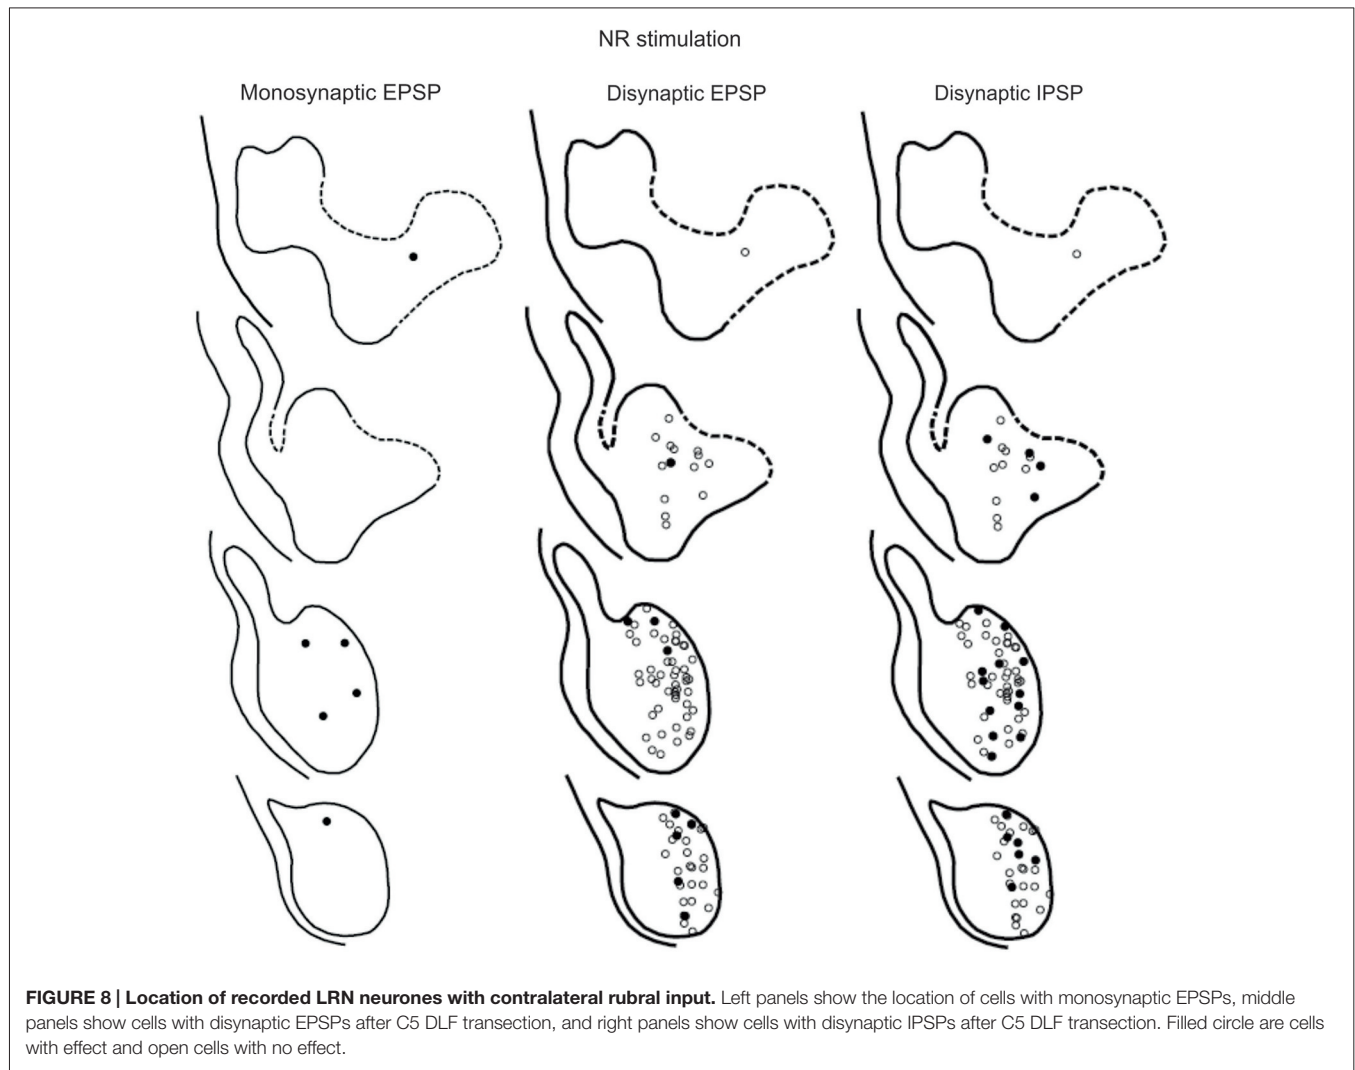 NR stimulation
Monosynaptic EPSP
Disynaptic EPSP
Disynaptic IPSP
FIGURE 8 | Location of recorded LRN neurones with contralateral rubral input. Left panels show the location of cells with monosynaptic EPSPs, middle
panels show cells with disynaptic EPSPs after C5 DLF transection, and right panels show cells with disynaptic IPSPs after C5 DLF transection. Filled circle are cells
with effect and open cells with no effect.